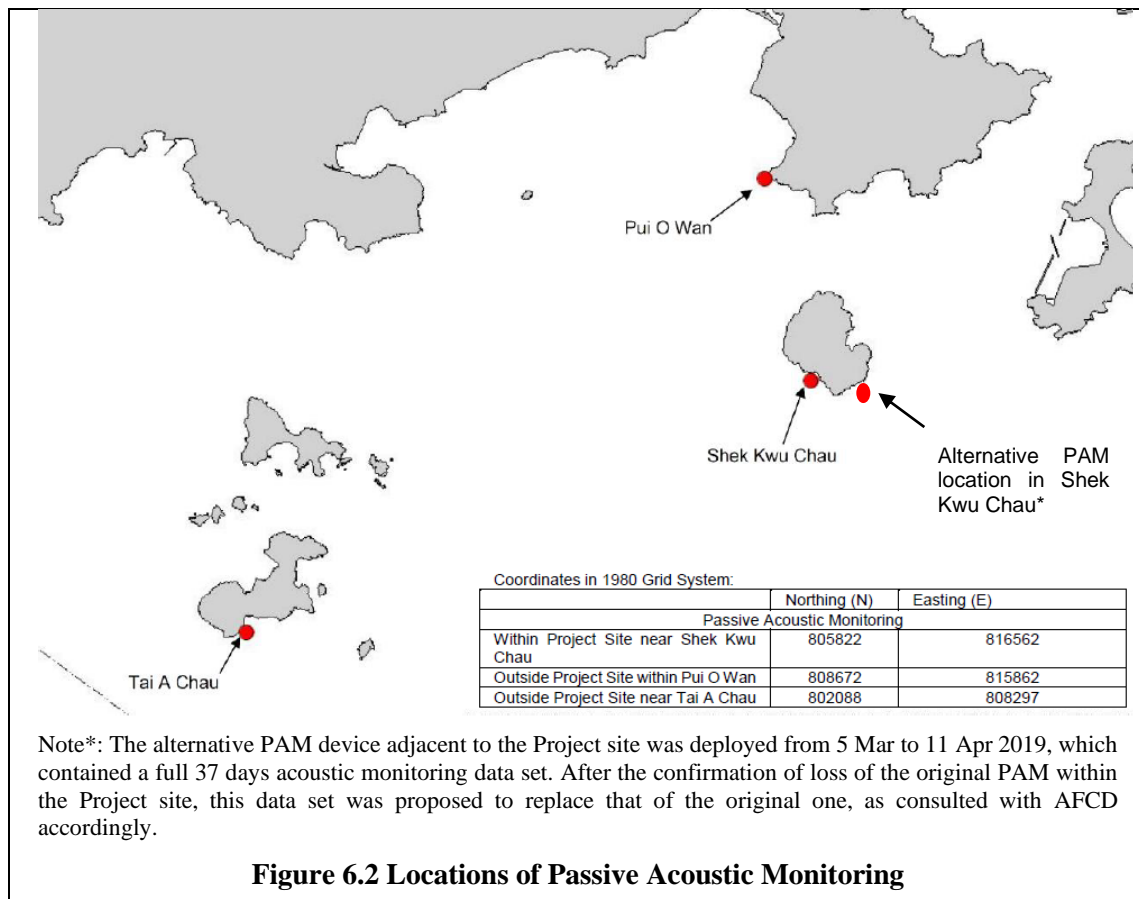 Pui O Wan
Shek Kwu Chau
Alternative PAM
location in Shek
Kwu Chau*
Tai A Chau
Coordinates in 1980 Grid System:
Northing (N) Easting (E)
Passive Acoustic Monitoring
Within Project Site near Shek Kwu Chau 805822 816562
Outside Project Site within Pui O Wan 808672 815862
Outside Project Site near Tai A Chau 802088 808297
Note*: The alternative PAM device adjacent to the Project site was deployed from 5 Mar to 11 Apr 2019, which
contained a full 37 days acoustic monitoring data set. After the confirmation of loss of the original PAM within
the Project site, this data set was proposed to replace that of the original one, as consulted with AFCD
accordingly.
Figure 6.2 Locations of Passive Acoustic Monitoring